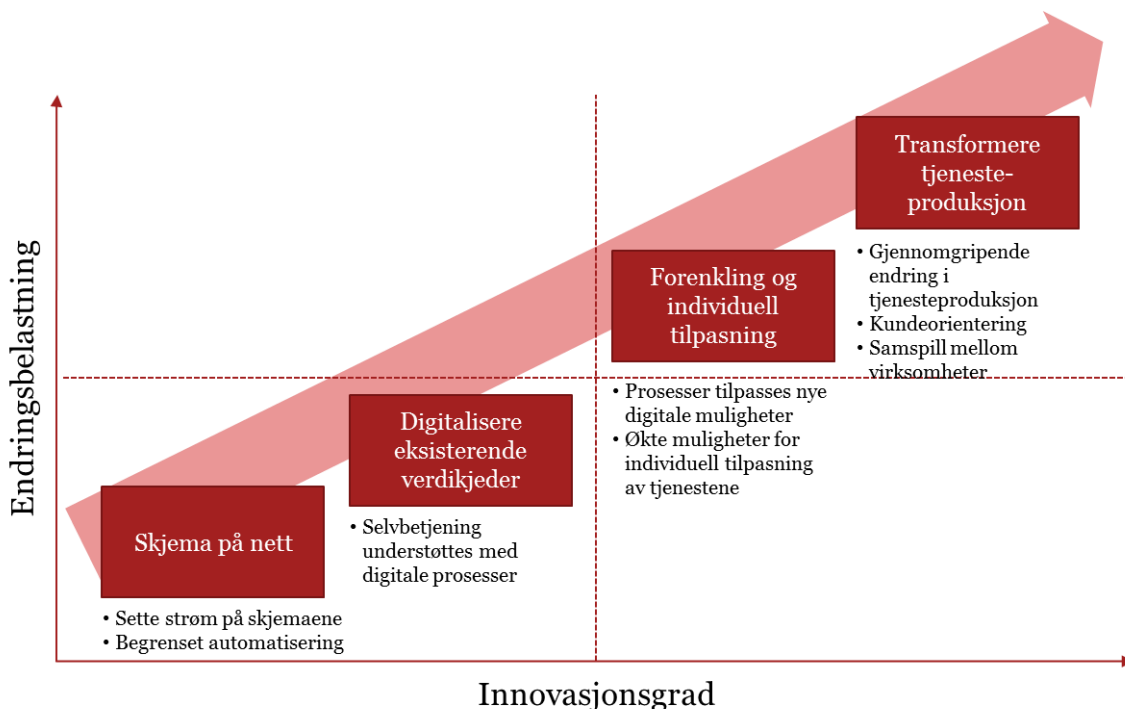 Endringsbelastning
Skjema på nett
• Sette strøm på skjemaene
• Begrenset automatisering
Digitalisere
eksisterende
verdikjeder
• Selvbetjening
understøttes med
digitale prosesser
Forenkling og
individuell
tilpasning
• Prosesser tilpasses nye
digitale muligheter
• Økte muligheter for
individuell tilpasning
av tjenestene
Transformere
tjeneste-
produksjon
• Gjennomgripende
endring i
tjenesteproduksjon
• Kundeorientering
• Samspill mellom
virksomheter
Innovasjonsgrad